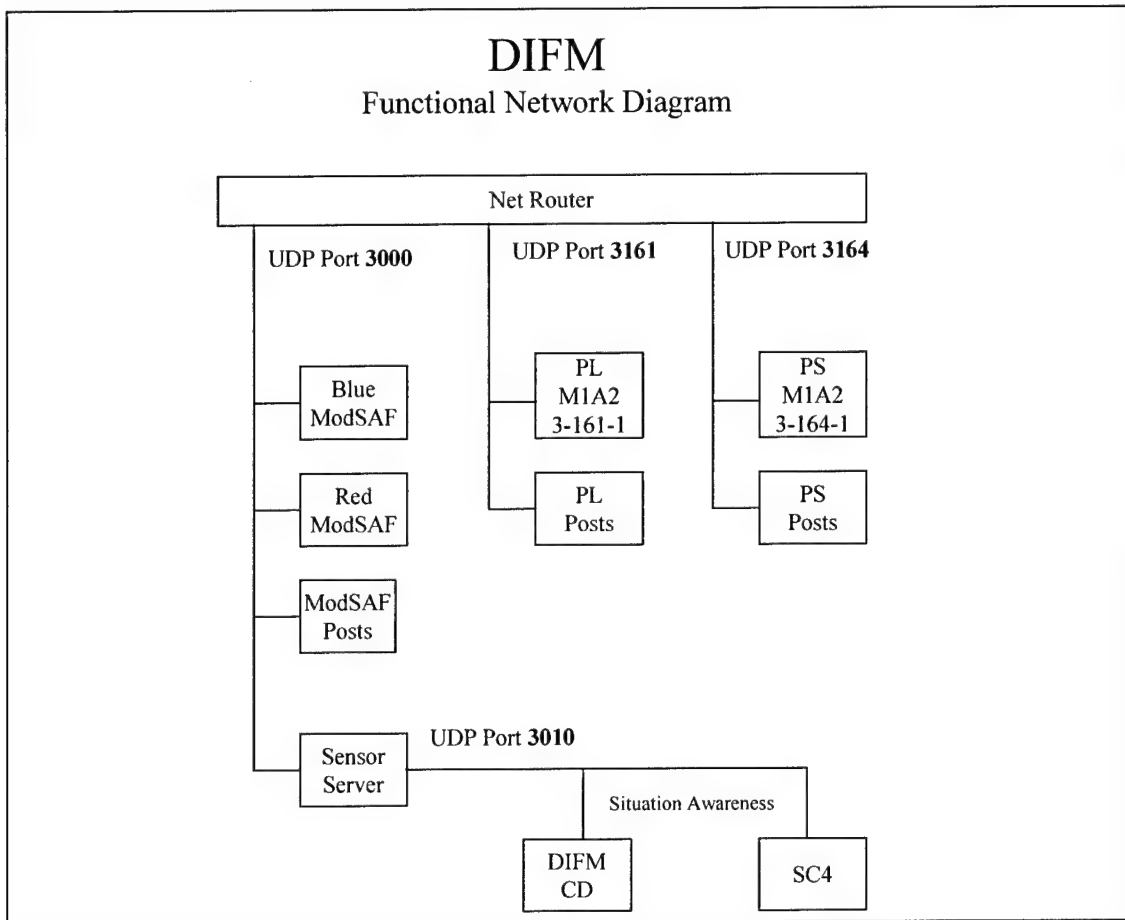 DIFM
Functional Network Diagram
Net Router
UDP Port 3000
UDP Port 3161
UDP Port 3164
Blue
ModSAF
PL
M1A2
3-161-1
PS
M1A2
3-164-1
Red
ModSAF
PL
Posts
PS
Posts
ModSAF
Posts
Sensor
Server
UDP Port 3010
Situation Awareness
DIFM
CD
SC4